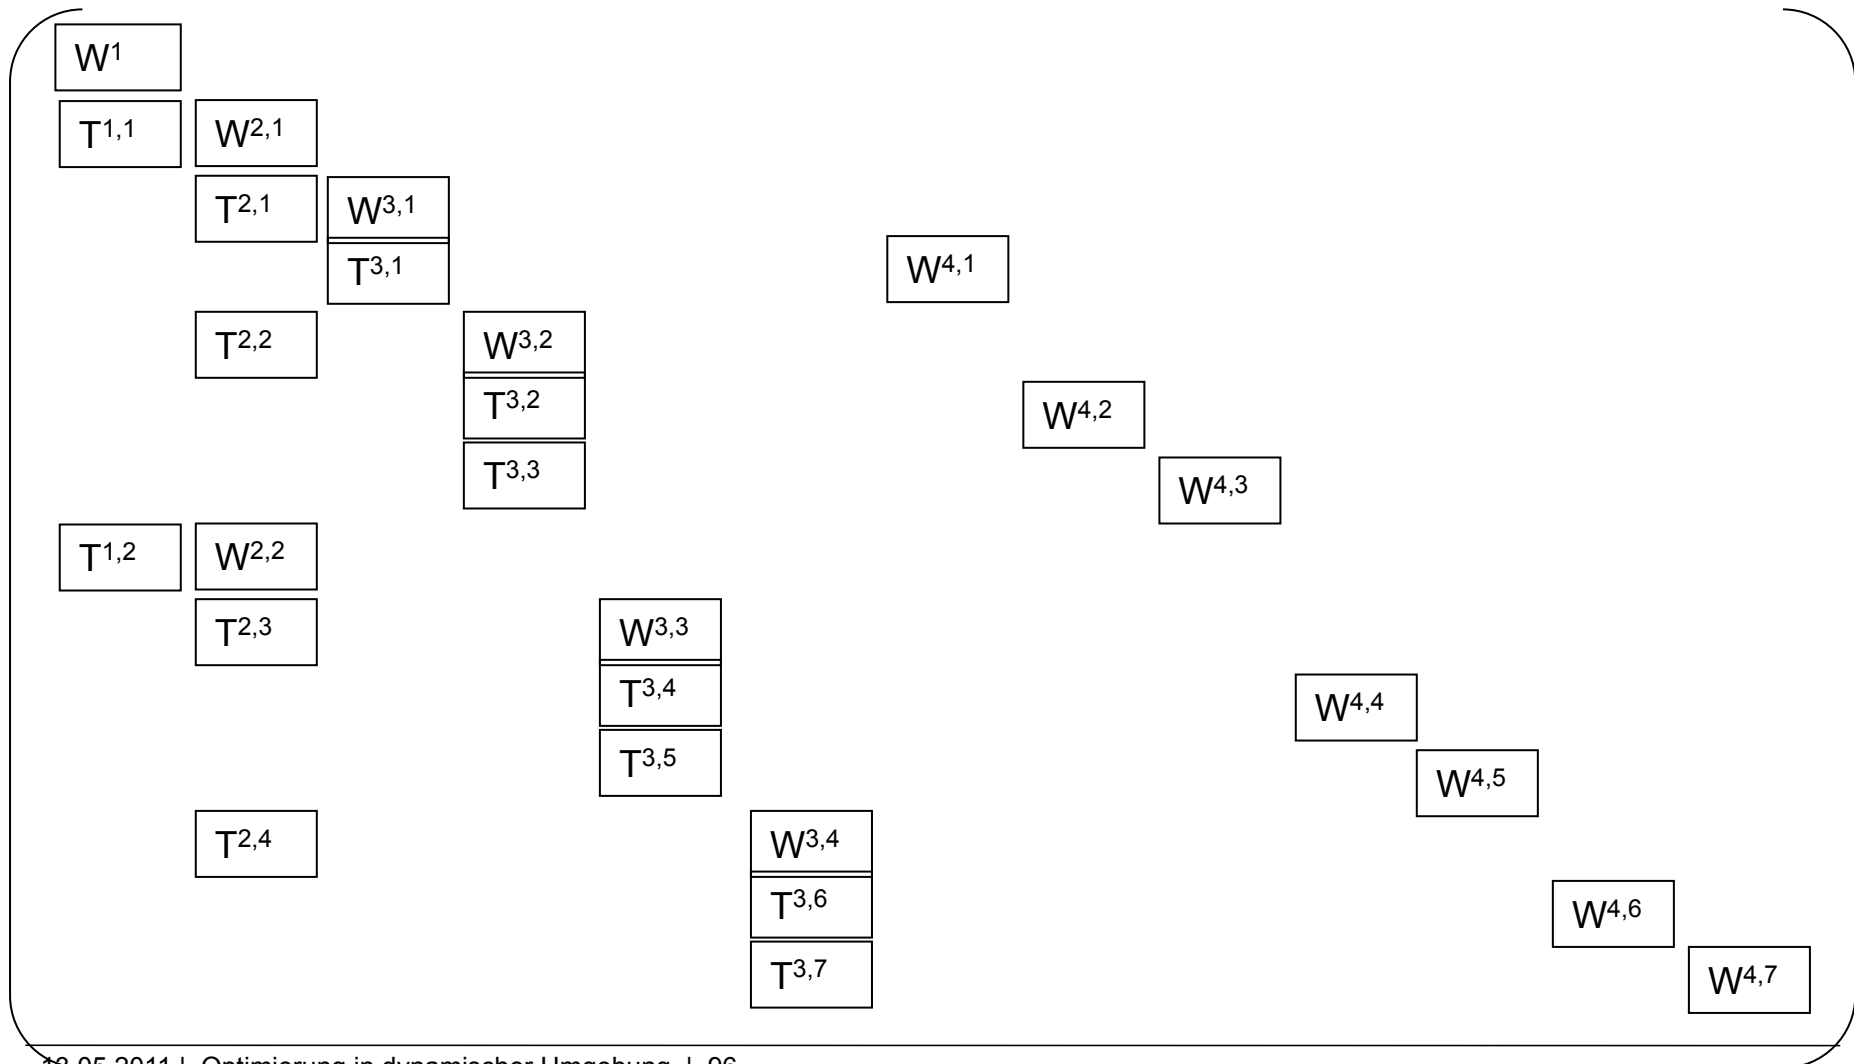 W¹
T¹,¹ W²,¹
T²,¹ W³,¹
T³,¹ W⁴,¹
T²,² W³,²
T³,² W⁴,²
T³,³ W⁴,³
T¹,² W²,²
T²,³ W³,³
T³,⁴ W⁴,⁴
T³,⁵ W⁴,⁵
T²,⁴ W³,⁴
T³,⁶ W⁴,⁶
T³,⁷ W⁴,⁷
Optimierung in dynamischer Umgebung | 96